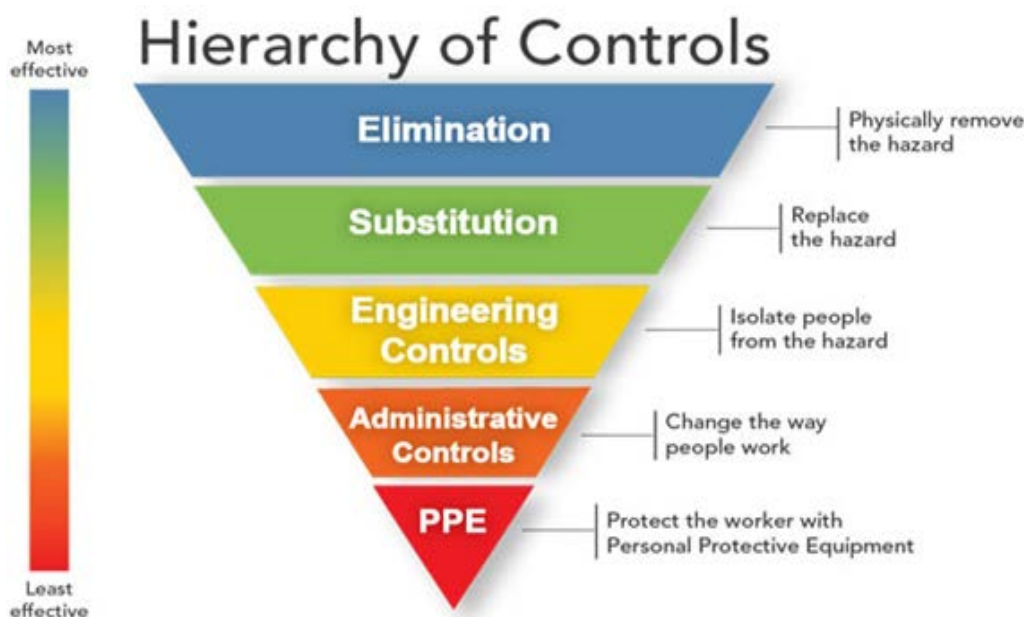 Hierarchy of Controls
Most
effective
Elimination
Physically remove
the hazard
Substitution
Replace
the hazard
Engineering
Controls
Isolate people
from the hazard
Administrative
Controls
Change the way
people work
PPE
Protect the worker with
Personal Protective Equipment
Least
effective